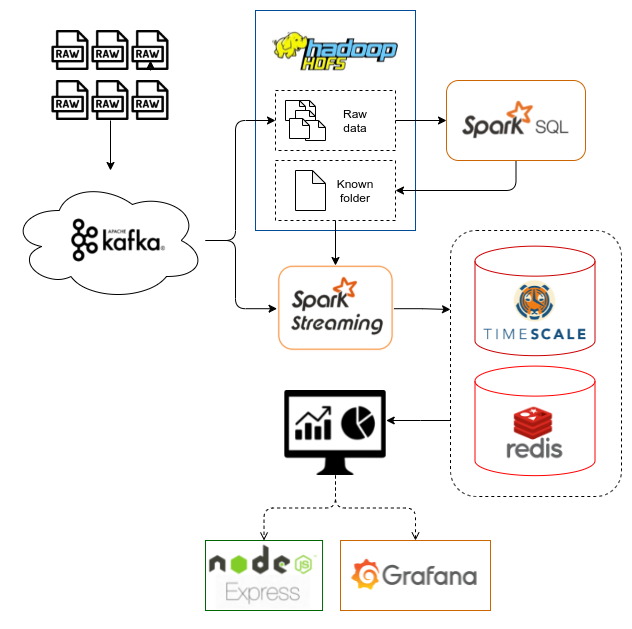 RAW RAW RAW
RAW RAW RAW
hadoop
HDFS
Raw
data
Spark SQL
Known
folder
APACHE
kafka®
Spark
Streaming
TIMESCALE
redis
node JS™
Express
Grafana